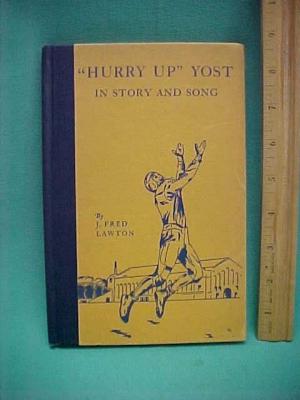 "HURRY UP" YOST
IN STORY AND SONG
By
J. FRED
LAWTON